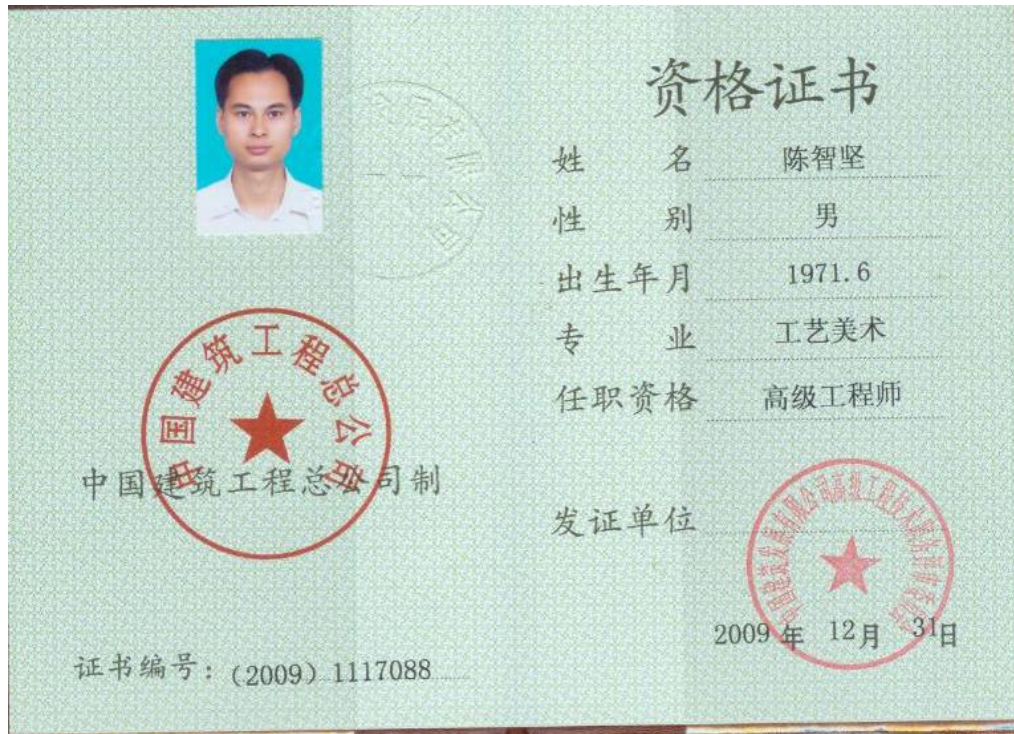 资格证书
姓名 陈智坚
性别 男
出生年月 1971.6
专业 工艺美术
任职资格 高级工程师
发证单位
2009年 12月 31日
中国建筑工程总公司
中国建筑工程总公司制
证书编号：(2009) 1117088